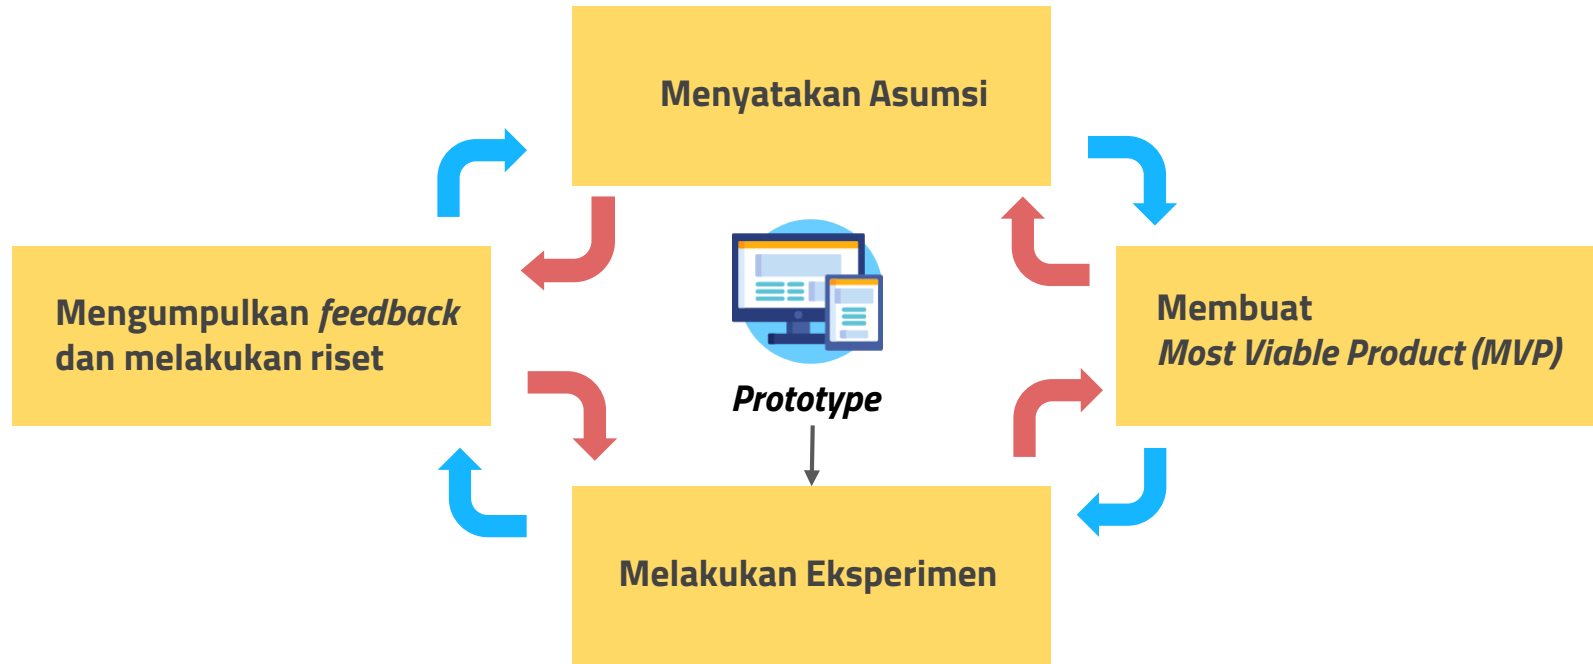 Menyatakan Asumsi
Mengumpulkan feedback
dan melakukan riset
Membuat
Most Viable Product (MVP)
Prototype
Melakukan Eksperimen